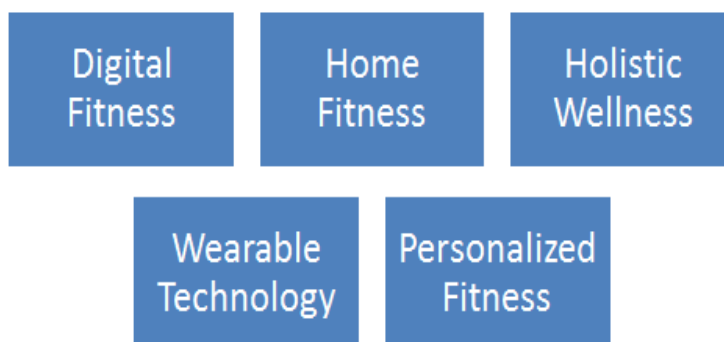 Digital
Fitness
Home
Fitness
Holistic
Wellness
Wearable
Technology
Personalized
Fitness